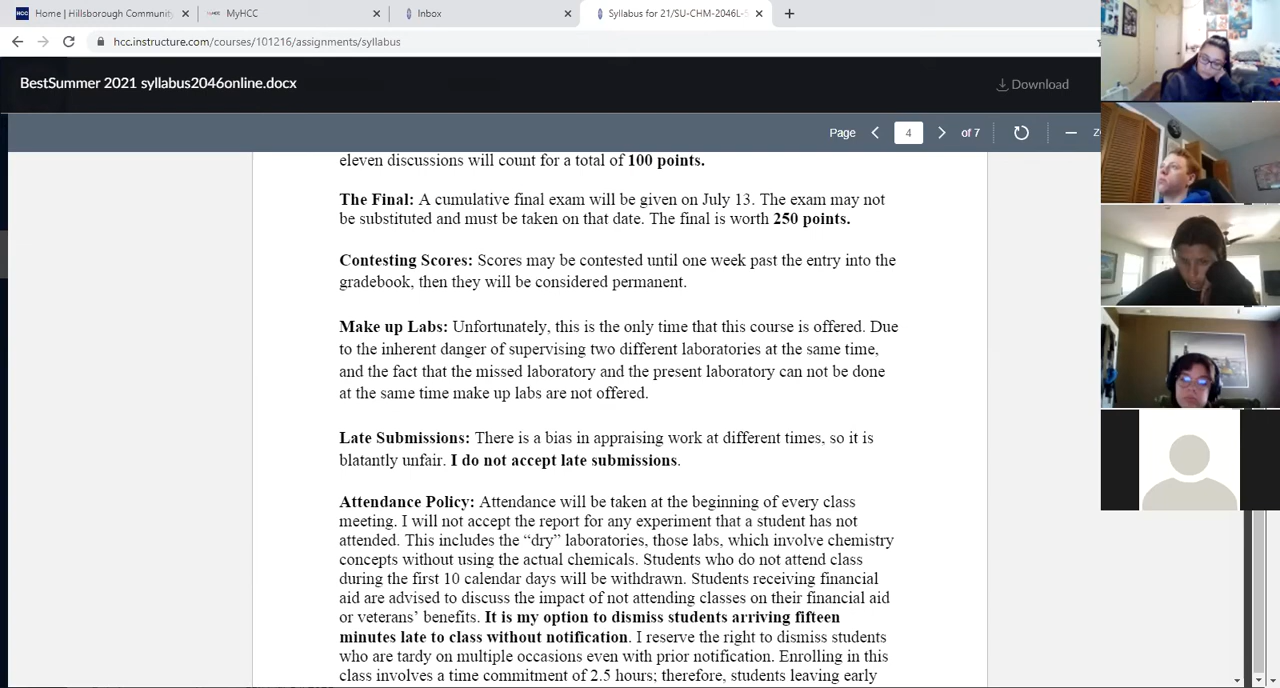 Home | Hillsborough Community
MyHCC
Inbox
Syllabus for 21/SU-CHM-2046L-
hcc.instructure.com/courses/101216/assignments/syllabus
BestSummer 2021 syllabus2046online.docx
Download
Page 4 of 7
eleven discussions will count for a total of 100 points.
The Final: A cumulative final exam will be given on July 13. The exam may not
be substituted and must be taken on that date. The final is worth 250 points.
Contesting Scores: Scores may be contested until one week past the entry into the
gradebook, then they will be considered permanent.
Make up Labs: Unfortunately, this is the only time that this course is offered. Due
to the inherent danger of supervising two different laboratories at the same time,
and the fact that the missed laboratory and the present laboratory can not be done
at the same time make up labs are not offered.
Late Submissions: There is a bias in appraising work at different times, so it is
blatantly unfair. I do not accept late submissions.
Attendance Policy: Attendance will be taken at the beginning of every class
meeting. I will not accept the report for any experiment that a student has not
attended. This includes the “dry” laboratories, those labs, which involve chemistry
concepts without using the actual chemicals. Students who do not attend class
during the first 10 calendar days will be withdrawn. Students receiving financial
aid are advised to discuss the impact of not attending classes on their financial aid
or veterans’ benefits. It is my option to dismiss students arriving fifteen
minutes late to class without notification. I reserve the right to dismiss students
who are tardy on multiple occasions even with prior notification. Enrolling in this
class involves a time commitment of 2.5 hours; therefore, students leaving early